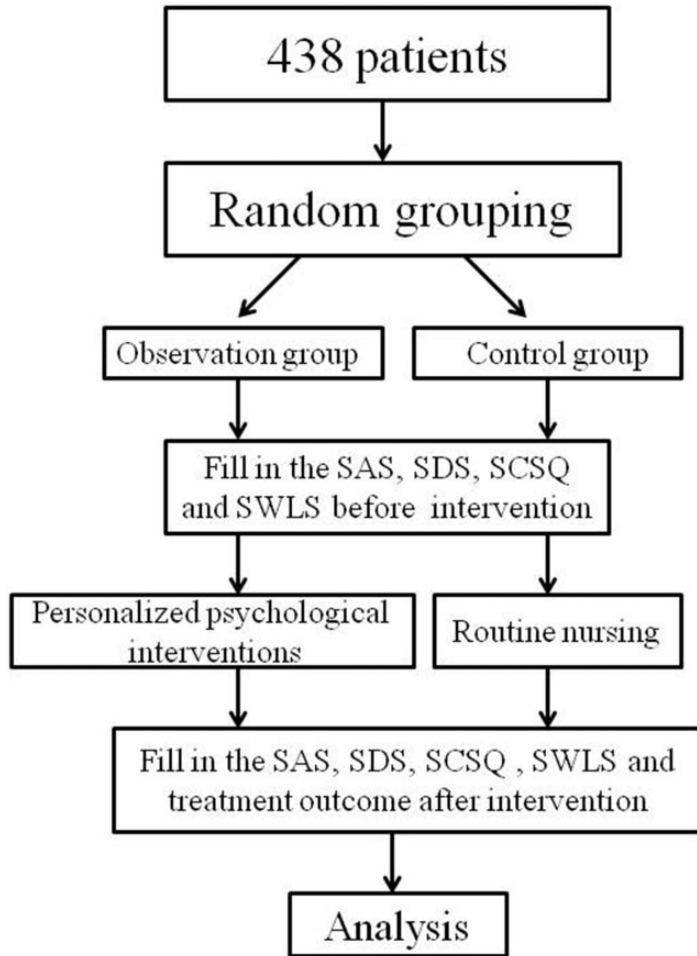 438 patients
Random grouping
Observation group
Control group
Fill in the SAS, SDS, SCSQ
and SWLS before intervention
Personalized psychological
interventions
Routine nursing
Fill in the SAS, SDS, SCSQ , SWLS and
treatment outcome after intervention
Analysis